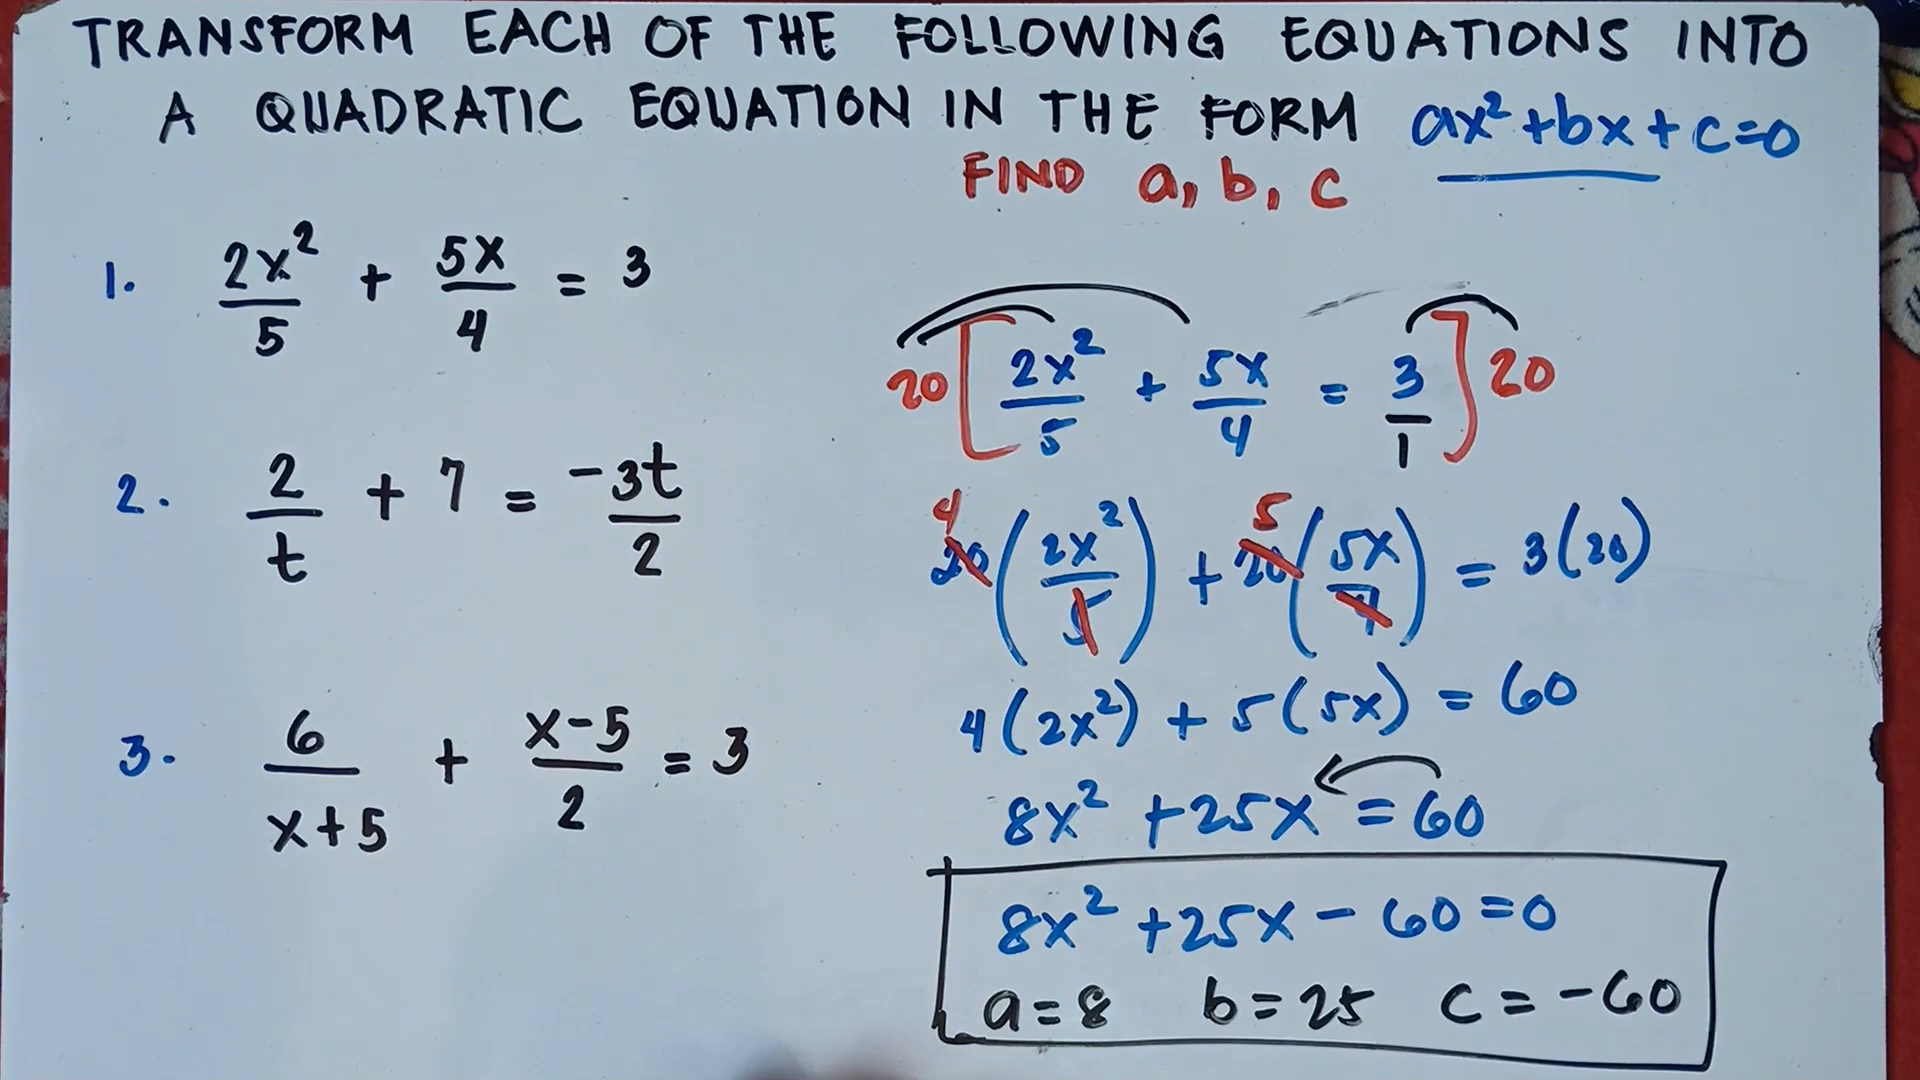 TRANSFORM EACH OF THE FOLLOWING EQUATIONS INTO
A QUADRATIC EQUATION IN THE FORM ax²+bx+c=0
FIND a, b, c
1. 2x²/5 + 5x/4 = 3
2. 2/t + 7 = -3t/2
3. 6/(x+5) + (x-5)/2 = 3
20[2x²/5 + 5x/4 = 3/1]20
4 5
20(2x²/5) + 20(5x/4) = 3(20)
4(2x²) + 5(5x) = 60
8x² +25x = 60
8x² +25x - 60 = 0
a=8 b=25 c=-60